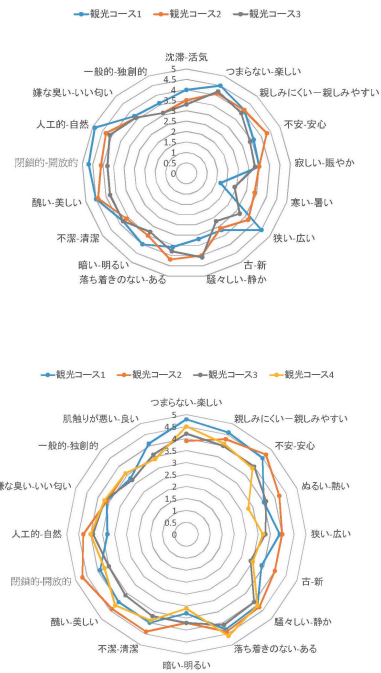 観光コース1 観光コース2 観光コース3
沈滞-活気
一般的-独創的 つまらない-楽しい
嫌な臭い-いい匂い 親しみにくい－親しみやすい
人工的-自然 不安-安心
閉鎖的-開放的 寂しい-賑やか
醜い-美しい 寒い-暑い
不潔-清潔 狭い-広い
暗い-明るい 古-新
落ち着きのない-ある 騒々しい-静か
5
4.5
4
3.5
3
2.5
2
1.5
1
0.5
0
観光コース1 観光コース2 観光コース3 観光コース4
つまらない-楽しい
肌触りが悪い-良い 親しみにくい－親しみやすい
一般的-独創的 不安-安心
嫌な臭い-いい匂い ぬるい-熱い
人工的-自然 狭い-広い
閉鎖的-開放的 古-新
醜い-美しい 騒々しい-静か
不潔-清潔 落ち着きのない-ある
暗い-明るい
5
4.5
4
3.5
3
2.5
2
1.5
1
0.5
0